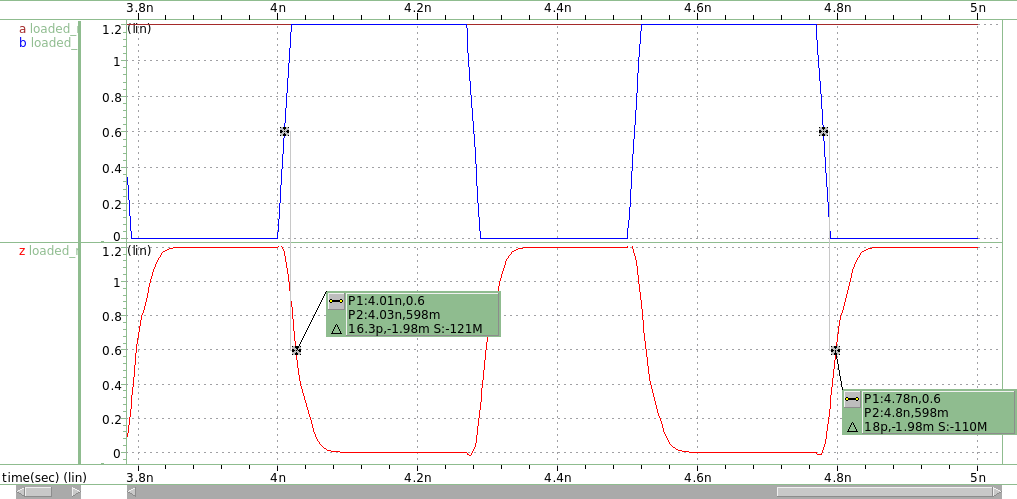 3.8n 4n 4.2n 4.4n 4.6n 4.8n 5n
a loaded_
b loaded_
(lin)
1.2
1
0.8
0.6
0.4
0.2
0
z loaded_
(lin)
1.2
1
0.8
0.6
0.4
0.2
0
P1:4.01n,0.6
P2:4.03n,598m
16.3p,-1.98m S:-121M
P1:4.78n,0.6
P2:4.8n,598m
18p,-1.98m S:-110M
time(sec) (lin)
3.8n 4n 4.2n 4.4n 4.6n 4.8n 5n